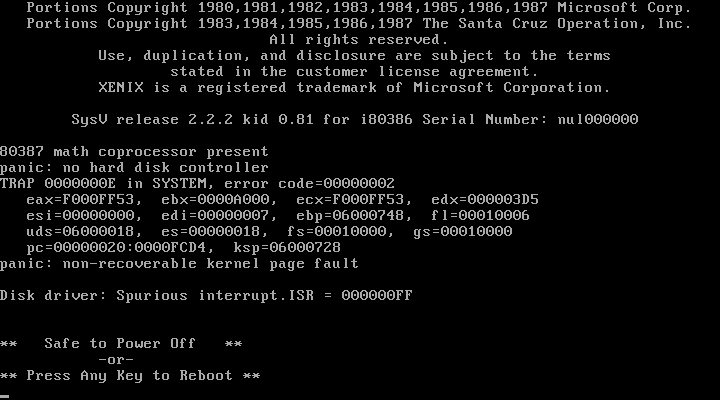 Portions Copyright 1980,1981,1982,1983,1984,1985,1986,1987 Microsoft Corp.
Portions Copyright 1983,1984,1985,1986,1987 The Santa Cruz Operation, Inc.
All rights reserved.
Use, duplication, and disclosure are subject to the terms
stated in the customer license agreement.
XENIX is a registered trademark of Microsoft Corporation.
SysV release 2.2.2 kid 0.81 for i80386 Serial Number: nul000000
80387 math coprocessor present
panic: no hard disk controller
TRAP 0000000E in SYSTEM, error code=00000002
eax=F000FF53, ebx=0000A000, ecx=F000FF53, edx=000003D5
esi=00000000, edi=00000007, ebp=06000748, fl=00010006
uds=06000018, es=00000018, fs=00010000, gs=00010000
pc=00000020:0000FCD4, ksp=06000728
panic: non-recoverable kernel page fault
Disk driver: Spurious interrupt.ISR = 000000FF
** Safe to Power Off **
-or-
** Press Any Key to Reboot **